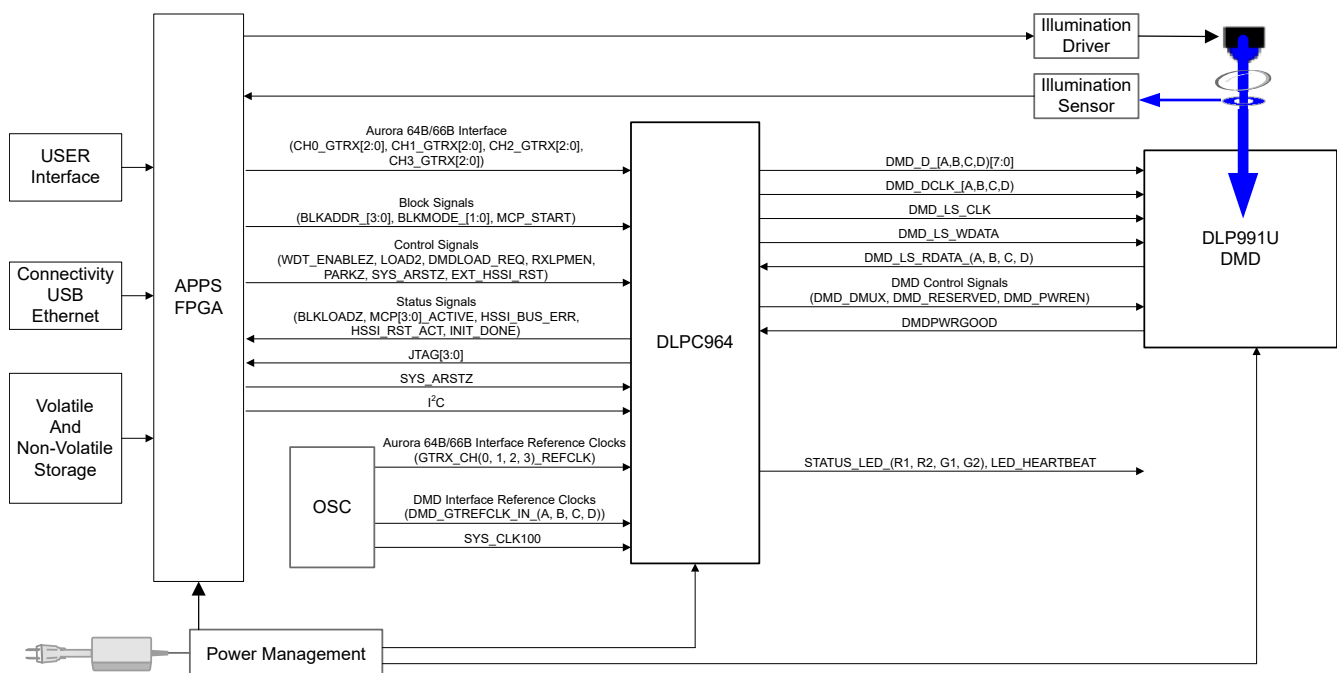 Illumination
Driver
Illumination
Sensor
USER
Interface
Connectivity
USB
Ethernet
Volatile
And
Non-Volatile
Storage
APPS
FPGA
Aurora 64B/66B Interface
(CH0_GTRX[2:0], CH1_GTRX[2:0], CH2_GTRX[2:0],
CH3_GTRX[2:0])
Block Signals
(BLKADDR_[3:0], BLKMODE_[1:0], MCP_START)
Control Signals
(WDT_ENABLEZ, LOAD2, DMDLOAD_REQ, RXLPMEN,
PARKZ, SYS_ARSTZ, EXT_HSSI_RST)
Status Signals
(BLKLOADZ, MCP[3:0]_ACTIVE, HSSI_BUS_ERR,
HSSI_RST_ACT, INIT_DONE)
JTAG[3:0]
SYS_ARSTZ
I²C
OSC
Aurora 64B/66B Interface Reference Clocks
(GTRX_CH(0, 1, 2, 3)_REFCLK)
DMD Interface Reference Clocks
(DMD_GTREFCLK_IN_(A, B, C, D))
SYS_CLK100
DLPC964
DMD_D_[A,B,C,D)[7:0]
DMD_DCLK_[A,B,C,D)
DMD_LS_CLK
DMD_LS_WDATA
DMD_LS_RDATA_(A, B, C, D)
DMD Control Signals
(DMD_DMUX, DMD_RESERVED, DMD_PWREN)
DMDPWRGOOD
STATUS_LED_(R1, R2, G1, G2), LED_HEARTBEAT
DLP991U
DMD
Power Management